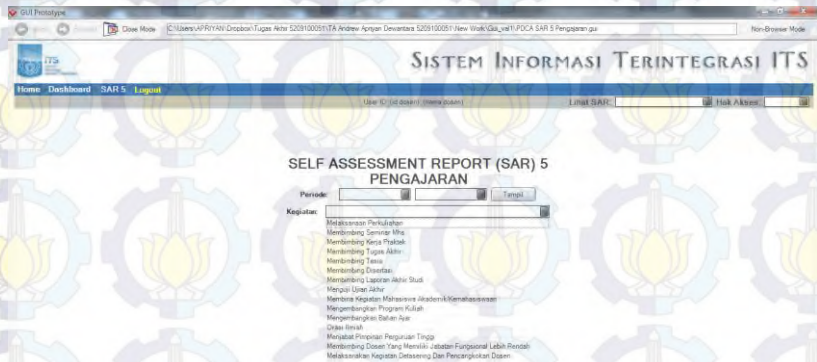 GUI Prototype
Close Mode C:\Users\APRIYAN\Dropbox\Tugas Akhir 5209100051\TA Andrew Apriyan Dewantara 5209100051\New Work\Gui_val1\PDCA SAR 5 Pengajaran.gui Non-Browser Mode
ITS
SISTEM INFORMASI TERINTEGRASI ITS
Home Dashboard SAR 5 Logout
User ID: (id dosen) (nama dosen) Lihat SAR: Hak Akses:
SELF ASSESSMENT REPORT (SAR) 5
PENGAJARAN
Periode: Tampil
Kegiatan:
Melaksanaan Perkuliahan
Membimbing Seminar Mhs
Membimbing Kerja Praktek
Membimbing Tugas Akhir
Membimbing Tesis
Membimbing Disertasi
Membimbing Laporan Akhir Studi
Menguji Ujian Akhir
Membina Kegiatan Mahasiswa Akademik/Kemahasiswaan
Mengembangkan Program Kuliah
Mengembangkan Bahan Ajar
Orasi Ilmiah
Menjabat Pimpinan Perguruan Tinggi
Membimbing Dosen Yang Memiliki Jabatan Fungsional Lebih Rendah
Melaksanakan Kegiatan Detasering Dan Pencangkokan Dosen